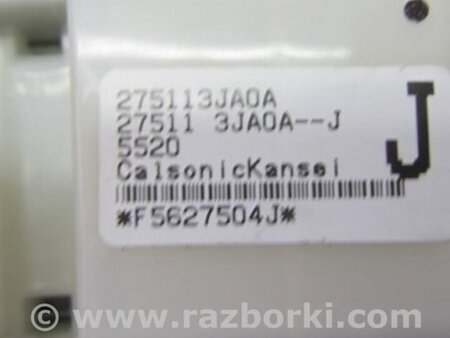 275113JA0A
27511 3JA0A--J
5520
CalsonicKansei
J
*F5627504J*
© www.razborki.com